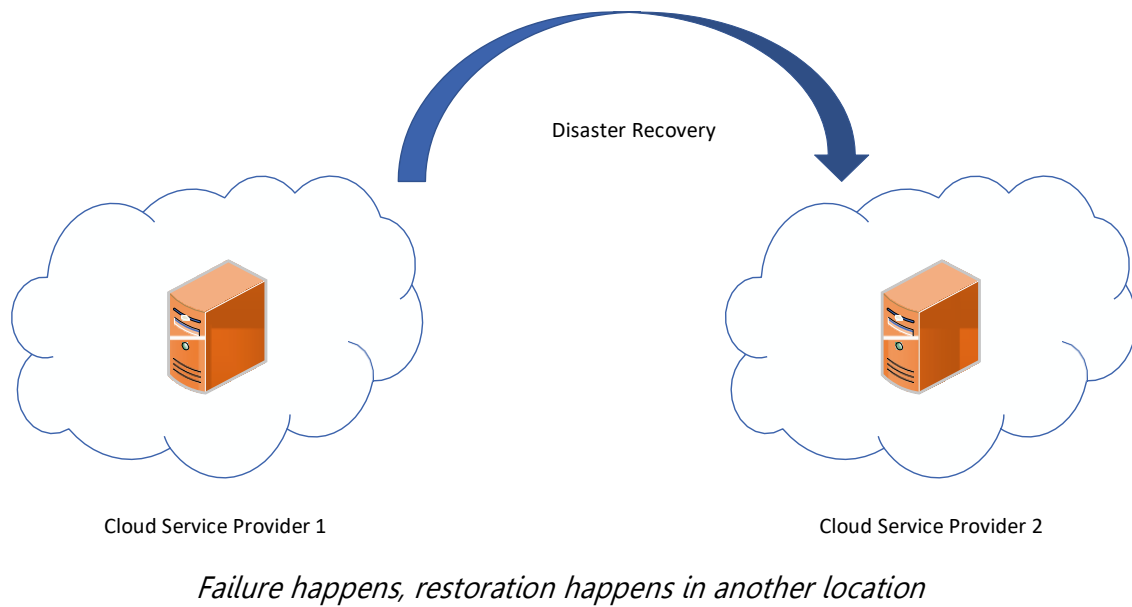 Disaster Recovery
Cloud Service Provider 1
Cloud Service Provider 2
Failure happens, restoration happens in another location